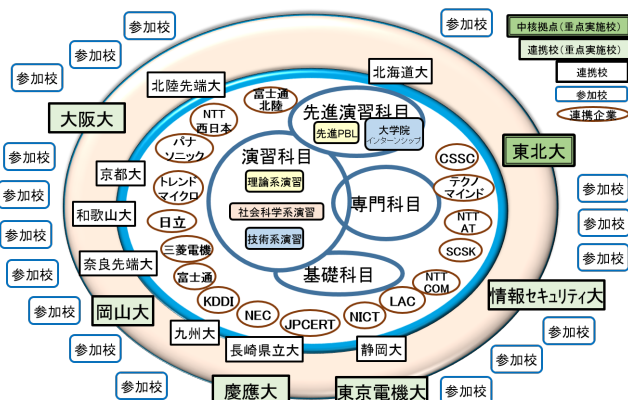 参加校
参加校
参加校
参加校
中核拠点（重点実施校）
連携校（重点実施校）
連携校
参加校
連携企業
北陸先端大
北海道大
大阪大
富士通
北陸
NTT
西日本
パナ
ソニック
先進演習科目
先進PBL
大学院
インターンシップ
演習科目
理論系演習
社会科学系演習
技術系演習
専門科目
基礎科目
CSSC
東北大
テクノ
マインド
NTT
AT
SCSK
NTT
COM
LAC
NICT
JPCERT
NEC
KDDI
富士通
三菱電機
日立
トレンド
マイクロ
参加校
京都大
参加校
和歌山大
参加校
奈良先端大
参加校
岡山大
参加校
九州大
参加校
長崎県立大
静岡大
参加校
慶應大
東京電機大
参加校
参加校
参加校
参加校
情報セキュリティ大
参加校
参加校
参加校